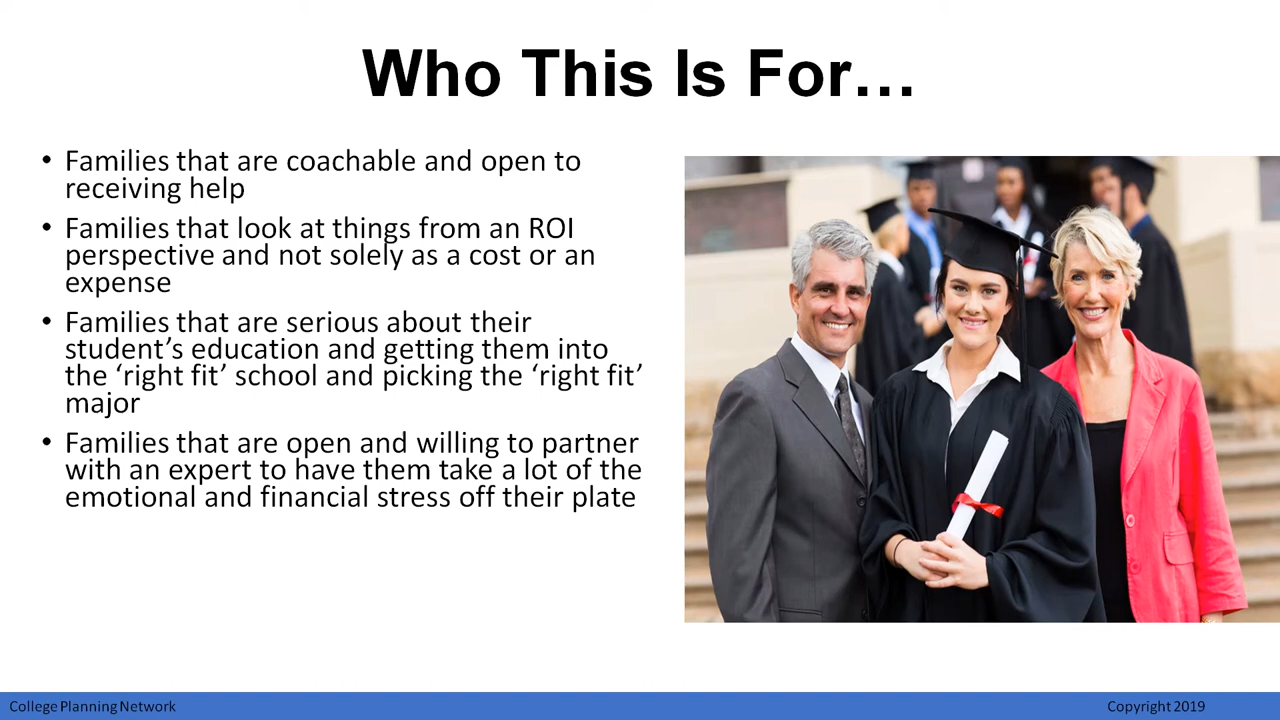 Who This Is For…
• Families that are coachable and open to
receiving help
• Families that look at things from an ROI
perspective and not solely as a cost or an
expense
• Families that are serious about their
student’s education and getting them into
the ‘right fit’ school and picking the ‘right fit’
major
• Families that are open and willing to partner
with an expert to have them take a lot of the
emotional and financial stress off their plate
College Planning Network
Copyright 2019